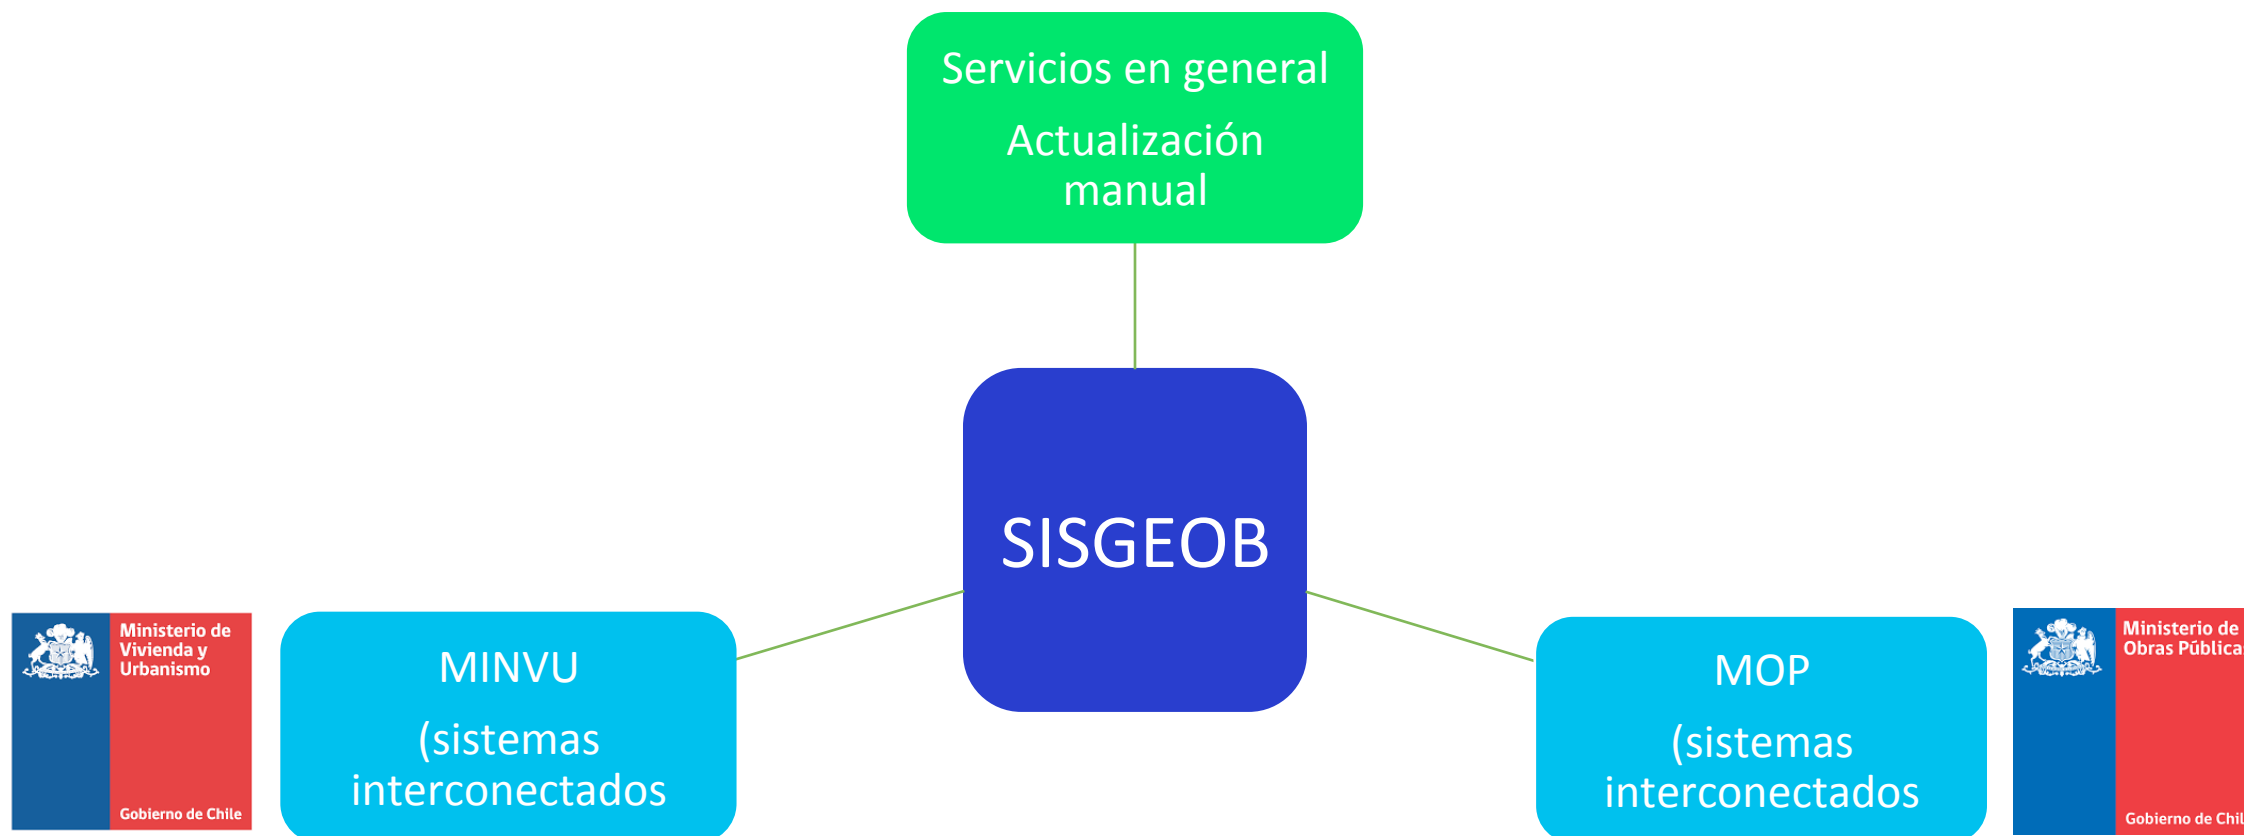 Servicios en general
Actualización
manual
SISGEOB
Ministerio de
Vivienda y
Urbanismo
Gobierno de Chile
MINVU
(sistemas
interconectados
MOP
(sistemas
interconectados
Ministerio de
Obras Públicas
Gobierno de Chil